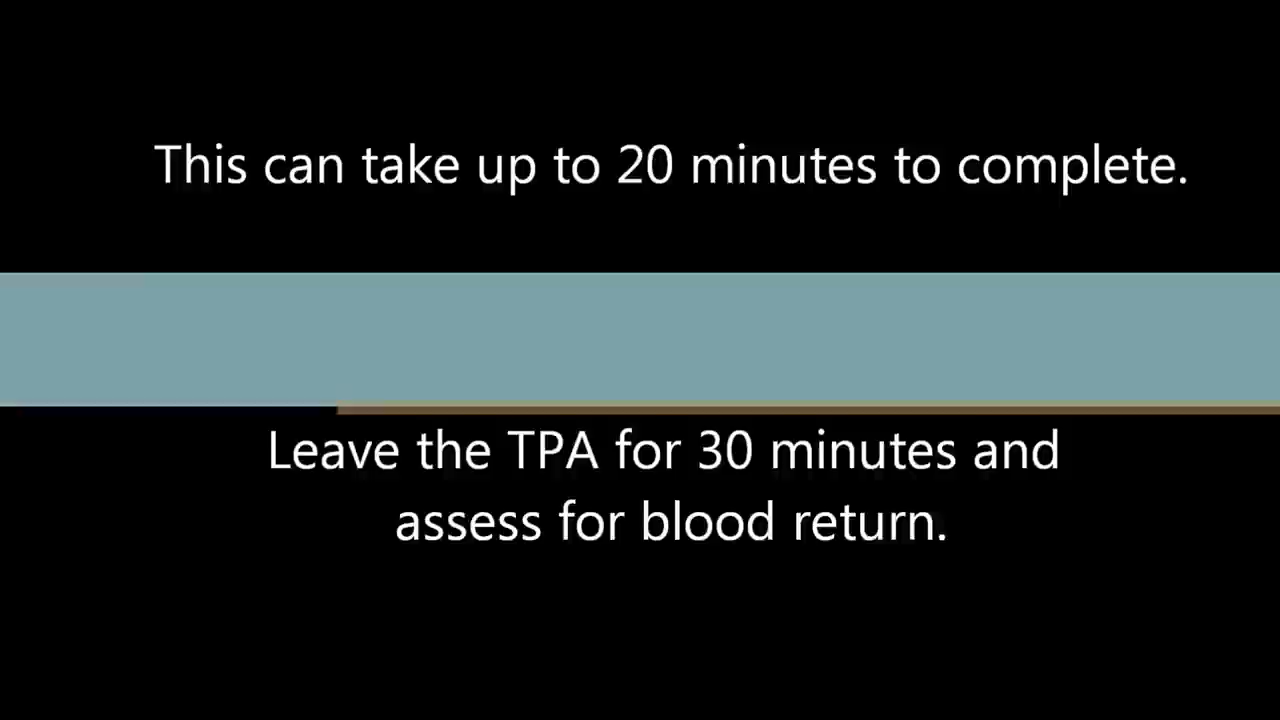 This can take up to 20 minutes to complete.
Leave the TPA for 30 minutes and
assess for blood return.